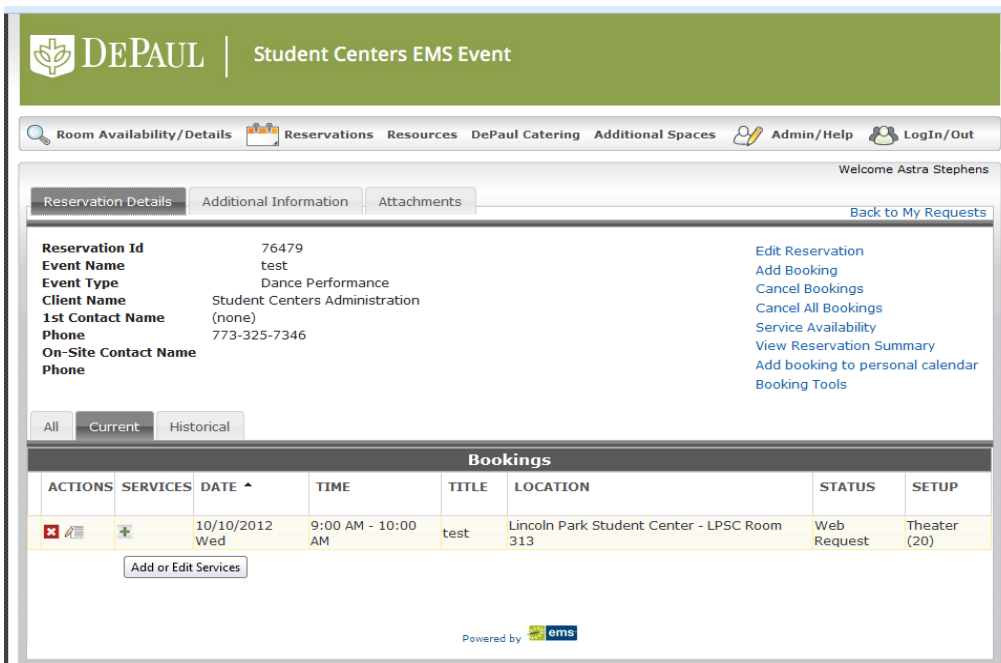 DEPAUL | Student Centers EMS Event
Room Availability/Details Reservations Resources DePaul Catering Additional Spaces Admin/Help LogIn/Out
Welcome Astra Stephens
Reservation Details Additional Information Attachments
Back to My Requests
Reservation Id 76479
Event Name test
Event Type Dance Performance
Client Name Student Centers Administration
1st Contact Name (none)
Phone 773-325-7346
On-Site Contact Name
Phone
Edit Reservation
Add Booking
Cancel Bookings
Cancel All Bookings
Service Availability
View Reservation Summary
Add booking to personal calendar
Booking Tools
All Current Historical
Bookings
ACTIONS SERVICES DATE TIME TITLE LOCATION STATUS SETUP
10/10/2012 9:00 AM - 10:00 test Lincoln Park Student Center - LPSC Room Web Theater
Wed AM 313 Request (20)
Add or Edit Services
Powered by ems